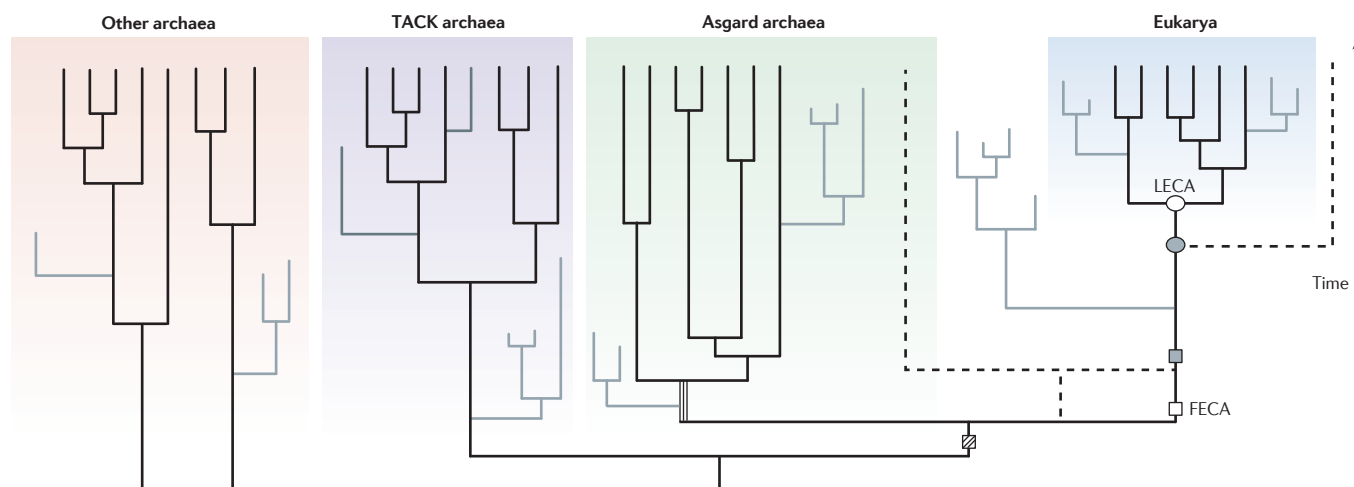 Other archaea
TACK archaea
Asgard archaea
Eukarya
LECA
Time
FECA